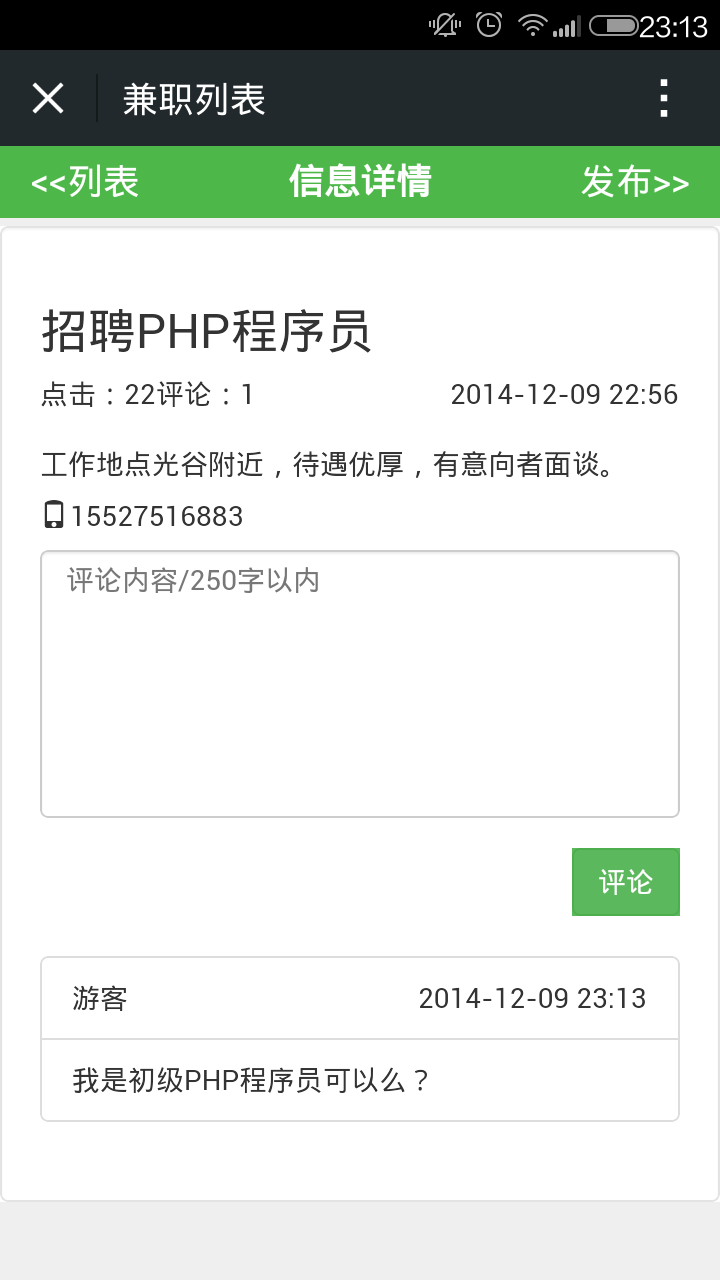 23:13
兼职列表
<<列表 信息详情 发布>>
招聘PHP程序员
点击：22评论：1 2014-12-09 22:56
工作地点光谷附近，待遇优厚，有意向者面谈。
15527516883
评论内容/250字以内
评论
游客 2014-12-09 23:13
我是初级PHP程序员可以么？